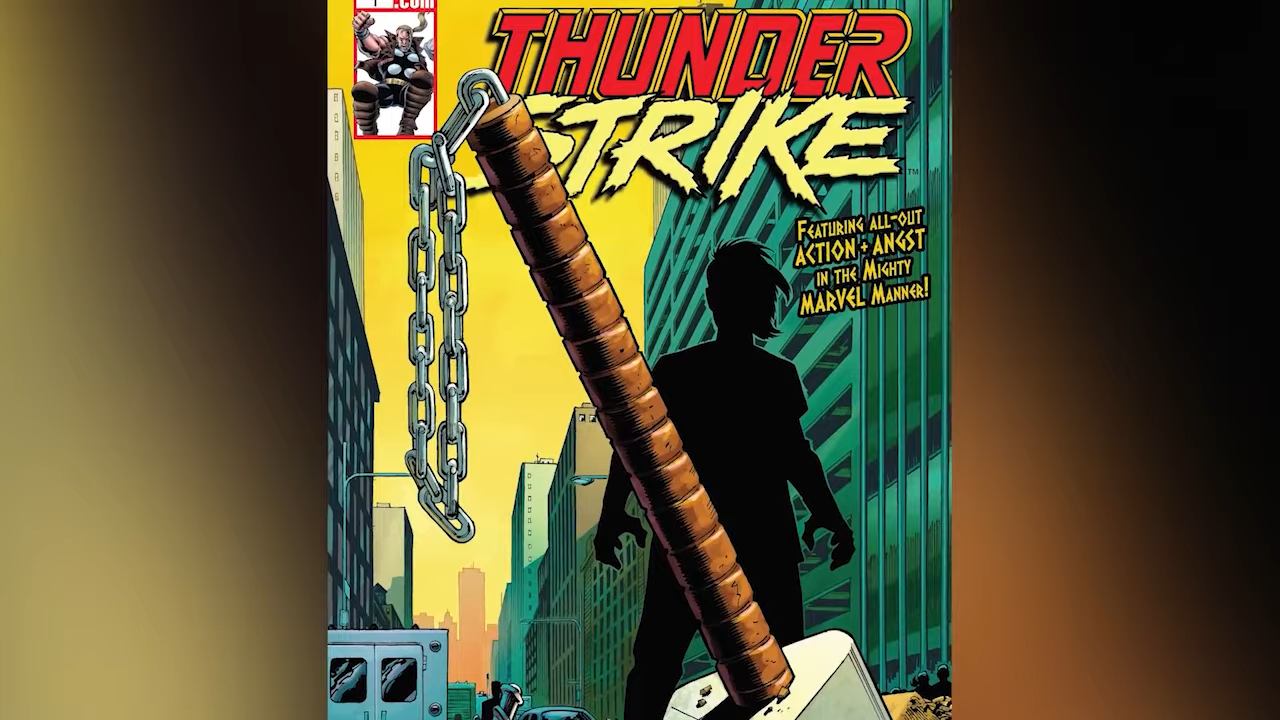 .com
THUNDER
STRIKE
TM
FEATURING ALL-OUT
ACTION + ANGST
IN THE MIGHTY
MARVEL MANNER!